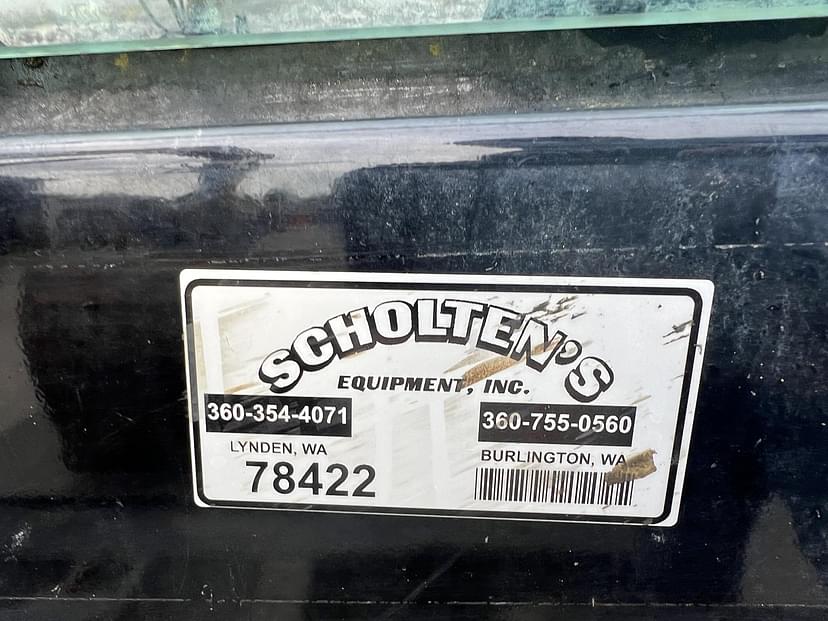 SCHOLTEN'S
EQUIPMENT, INC.
360-354-4071
LYNDEN, WA
78422
360-755-0560
BURLINGTON, WA